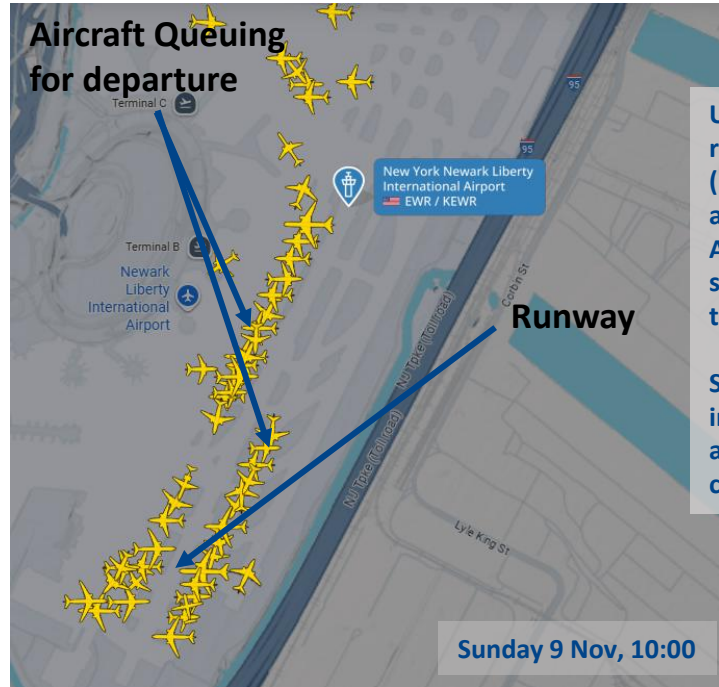 Aircraft Queuing
for departure
Terminal C
95
95
New York Newark Liberty
International Airport
EWR / KEWR
Terminal B
Newark
Liberty
International
Airport
Corbin St
Runway
NJ Tpke (Toll road)
NJ Tpke (Toll road)
Lyle King St
Sunday 9 Nov, 10:00